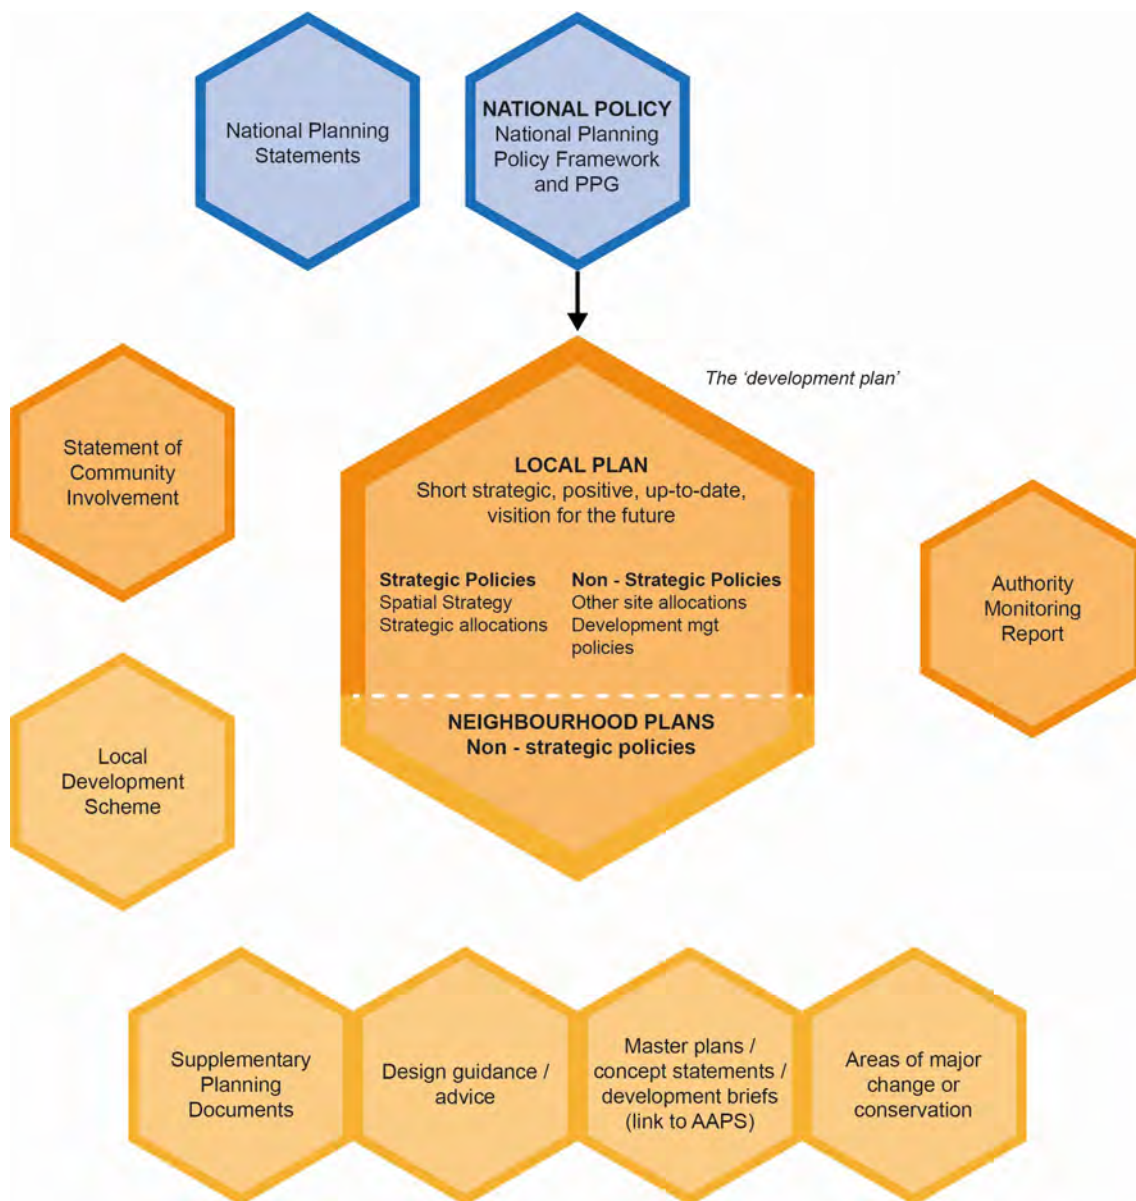 National Planning
Statements
NATIONAL POLICY
National Planning
Policy Framework
and PPG
The ‘development plan’
Statement of
Community
Involvement
LOCAL PLAN
Short strategic, positive, up-to-date,
visition for the future
Strategic Policies
Spatial Strategy
Strategic allocations
Non - Strategic Policies
Other site allocations
Development mgt
policies
Authority
Monitoring
Report
NEIGHBOURHOOD PLANS
Non - strategic policies
Local
Development
Scheme
Supplementary
Planning
Documents
Design guidance /
advice
Master plans /
concept statements /
development briefs
(link to AAPS)
Areas of major
change or
conservation